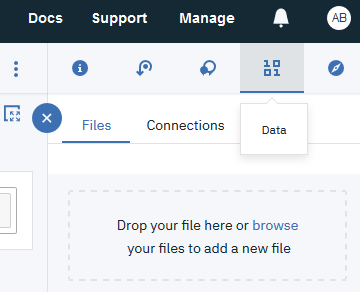 Docs Support Manage AB
Files Connections
Data
Drop your file here or browse
your files to add a new file